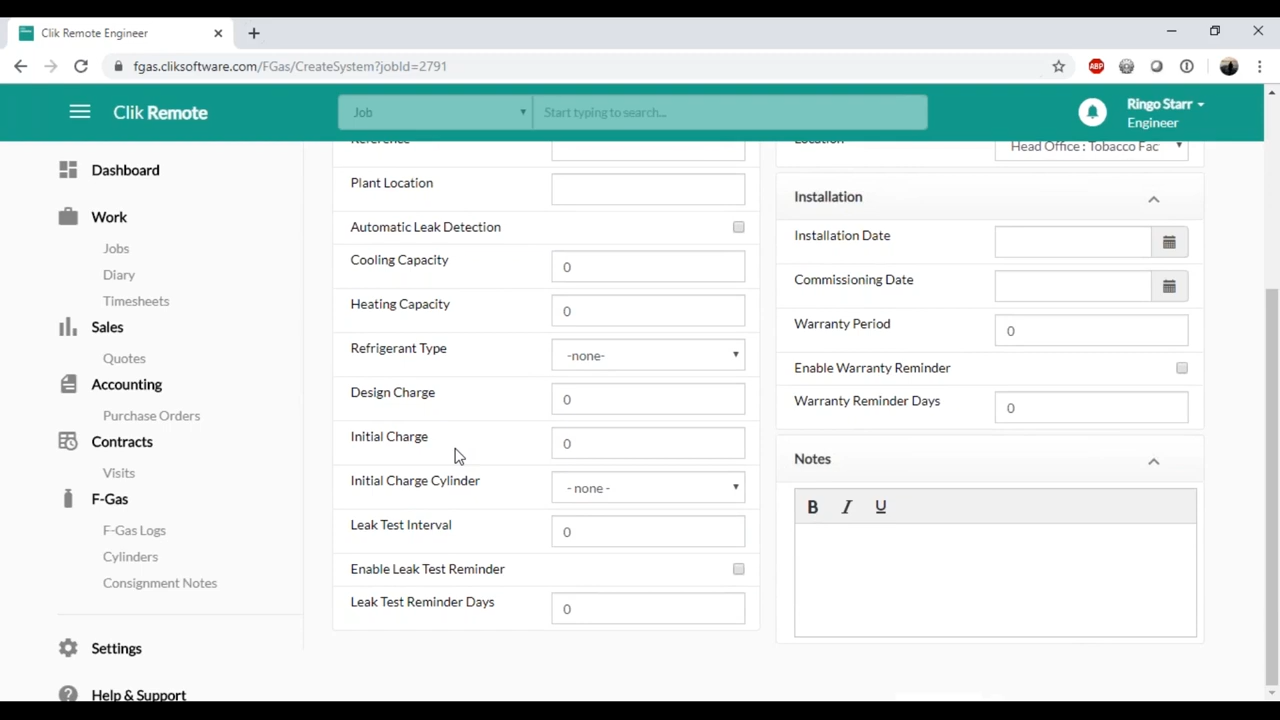 Clik Remote Engineer
fgas.cliksoftware.com/FGas/CreateSystem?jobId=2791
ABP
Clik Remote
Job
Start typing to search...
Ringo Starr
Engineer
Dashboard
Work
Jobs
Diary
Timesheets
Sales
Quotes
Accounting
Purchase Orders
Contracts
Visits
F-Gas
F-Gas Logs
Cylinders
Consignment Notes
Settings
Help & Support
Reference
Plant Location
Automatic Leak Detection
Cooling Capacity
0
Heating Capacity
0
Refrigerant Type
-none-
Design Charge
0
Initial Charge
0
Initial Charge Cylinder
- none -
Leak Test Interval
0
Enable Leak Test Reminder
Leak Test Reminder Days
0
Location
Head Office : Tobacco Fac
Installation
Installation Date
Commissioning Date
Warranty Period
0
Enable Warranty Reminder
Warranty Reminder Days
0
Notes
B I U